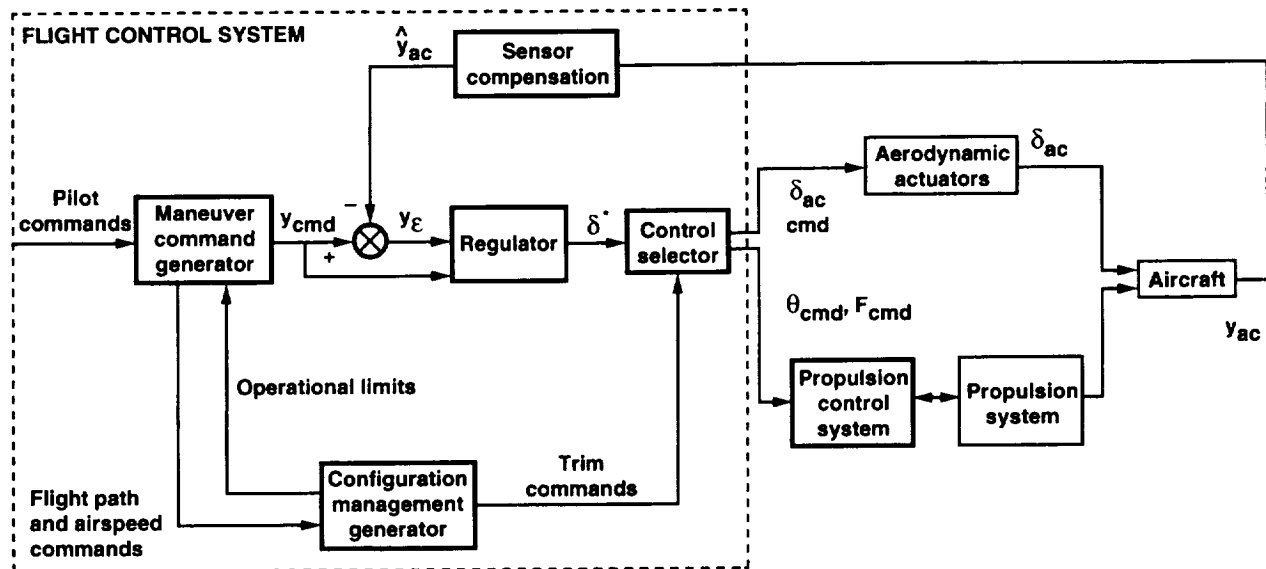 FLIGHT CONTROL SYSTEM
ŷac
Sensor
compensation
Pilot
commands
Maneuver
command
generator
ycmd
−
+
yε
Regulator
δ*
Control
selector
δac
cmd
Aerodynamic
actuators
δac
θcmd, Fcmd
Propulsion
control
system
Propulsion
system
Aircraft
yac
Operational limits
Flight path
and airspeed
commands
Configuration
management
generator
Trim
commands